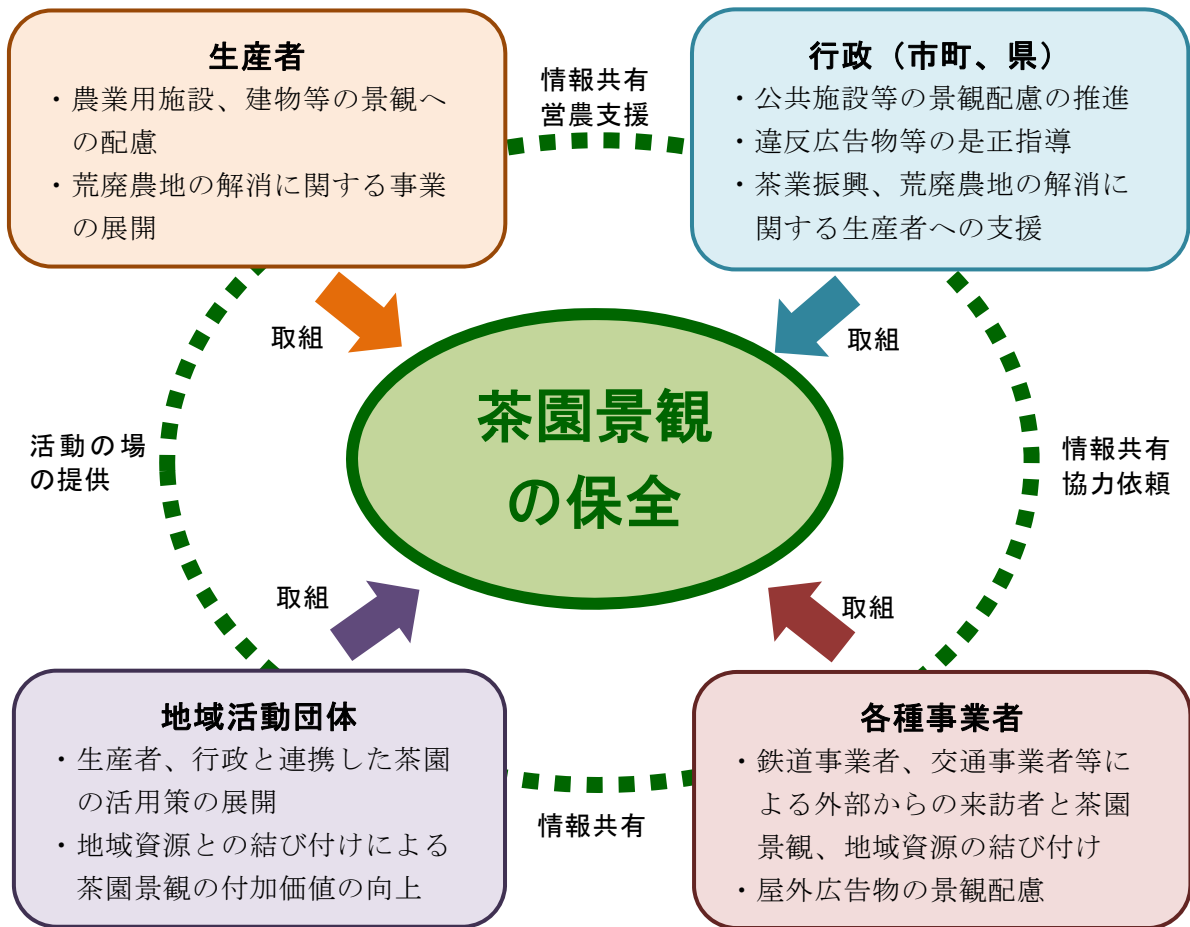 生産者
・農業用施設、建物等の景観へ
の配慮
・荒廃農地の解消に関する事業
の展開
情報共有
営農支援
行政（市町、県）
・公共施設等の景観配慮の推進
・違反広告物等の是正指導
・茶業振興、荒廃農地の解消に
関する生産者への支援
取組
取組
茶園景観
の保全
活動の場
の提供
情報共有
協力依頼
取組
取組
地域活動団体
・生産者、行政と連携した茶園
の活用策の展開
・地域資源との結び付けによる
茶園景観の付加価値の向上
情報共有
各種事業者
・鉄道事業者、交通事業者等に
よる外部からの来訪者と茶園
景観、地域資源の結び付け
・屋外広告物の景観配慮